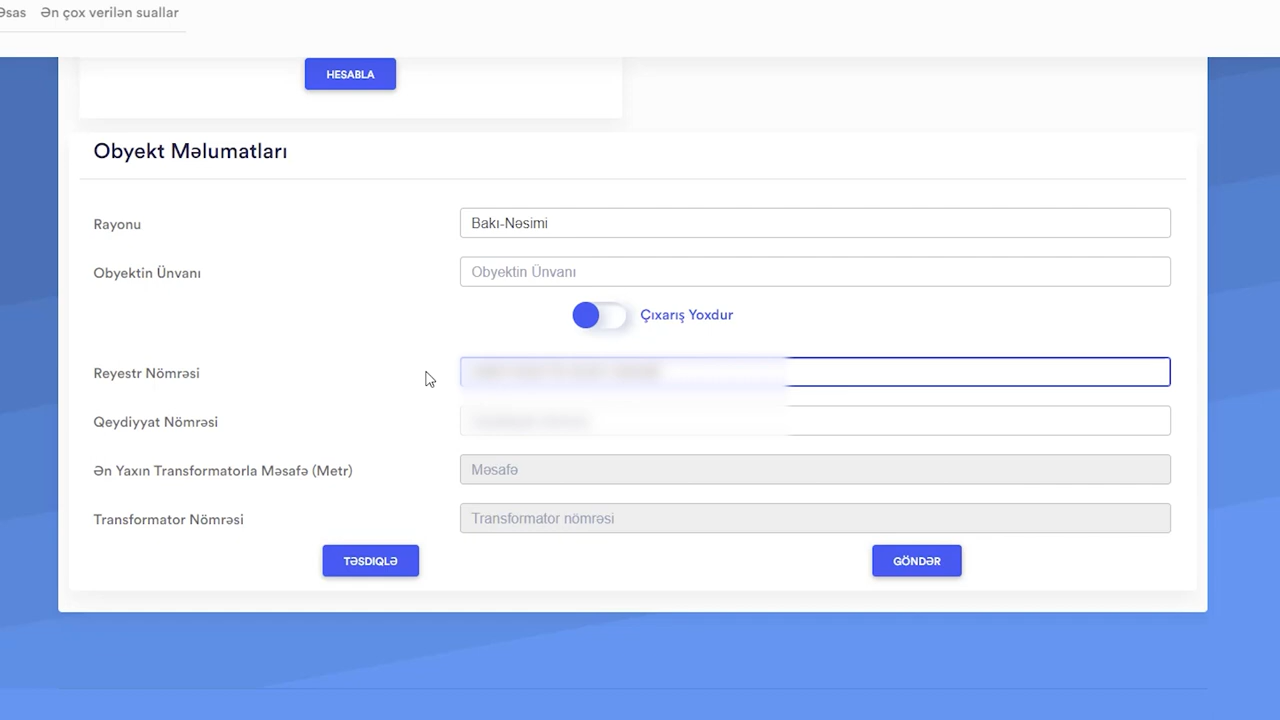 Əsas Ən çox verilən suallar
HESABLA
Obyekt Məlumatları
Rayonu Bakı-Nəsimi
Obyektin Ünvanı Obyektin Ünvanı
Çıxarış Yoxdur
Reyestr Nömrəsi
Qeydiyyat Nömrəsi
Ən Yaxın Transformatorla Məsafə (Metr) Məsafə
Transformator Nömrəsi Transformator nömrəsi
TƏSDIQLƏ GÖNDƏR